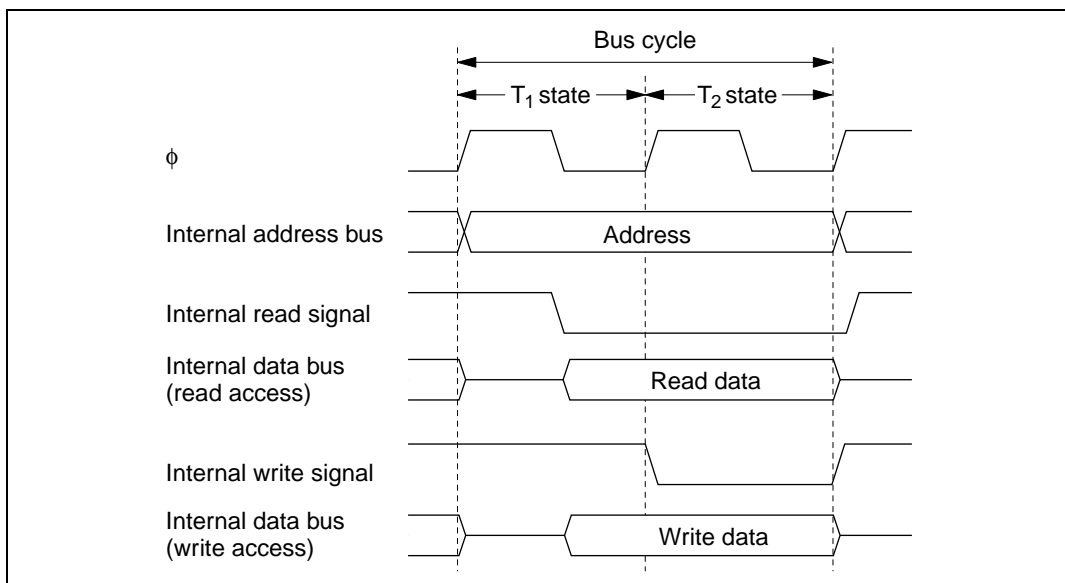 Bus cycle
T1 state
T2 state
ϕ
Internal address bus
Address
Internal read signal
Internal data bus
(read access)
Read data
Internal write signal
Internal data bus
(write access)
Write data